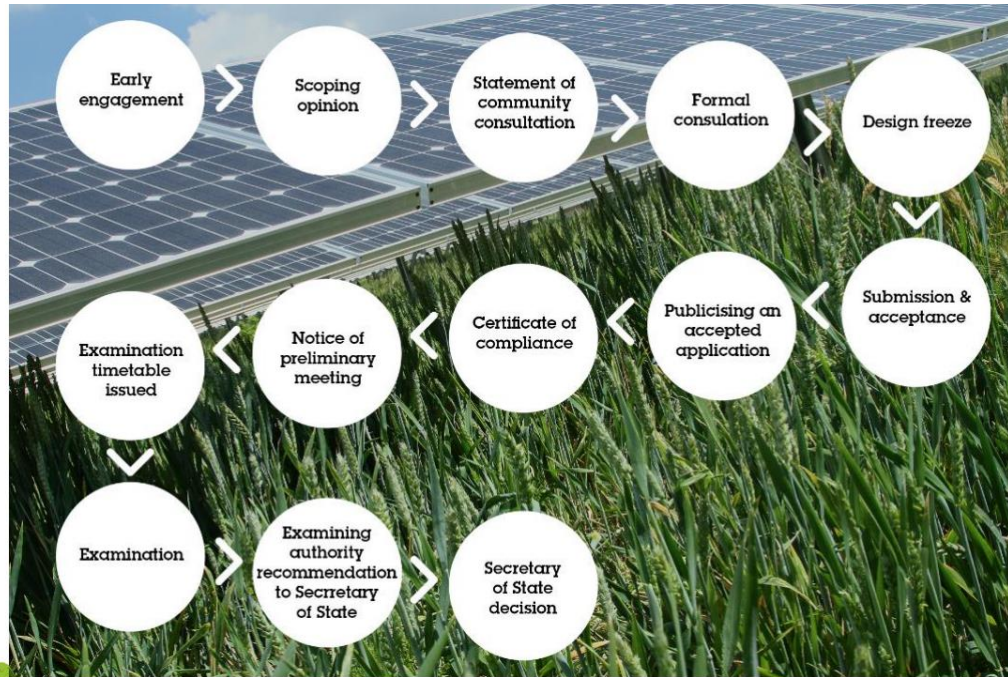 Early
engagement
Scoping
opinion
Statement of
community
consultation
Formal
consulation
Design freeze
Submission &
acceptance
Publicising an
accepted
application
Certificate of
compliance
Notice of
preliminary
meeting
Examination
timetable
issued
Examination
Examining
authority
recommendation
to Secrretary
of State
Secretary
of State
decision